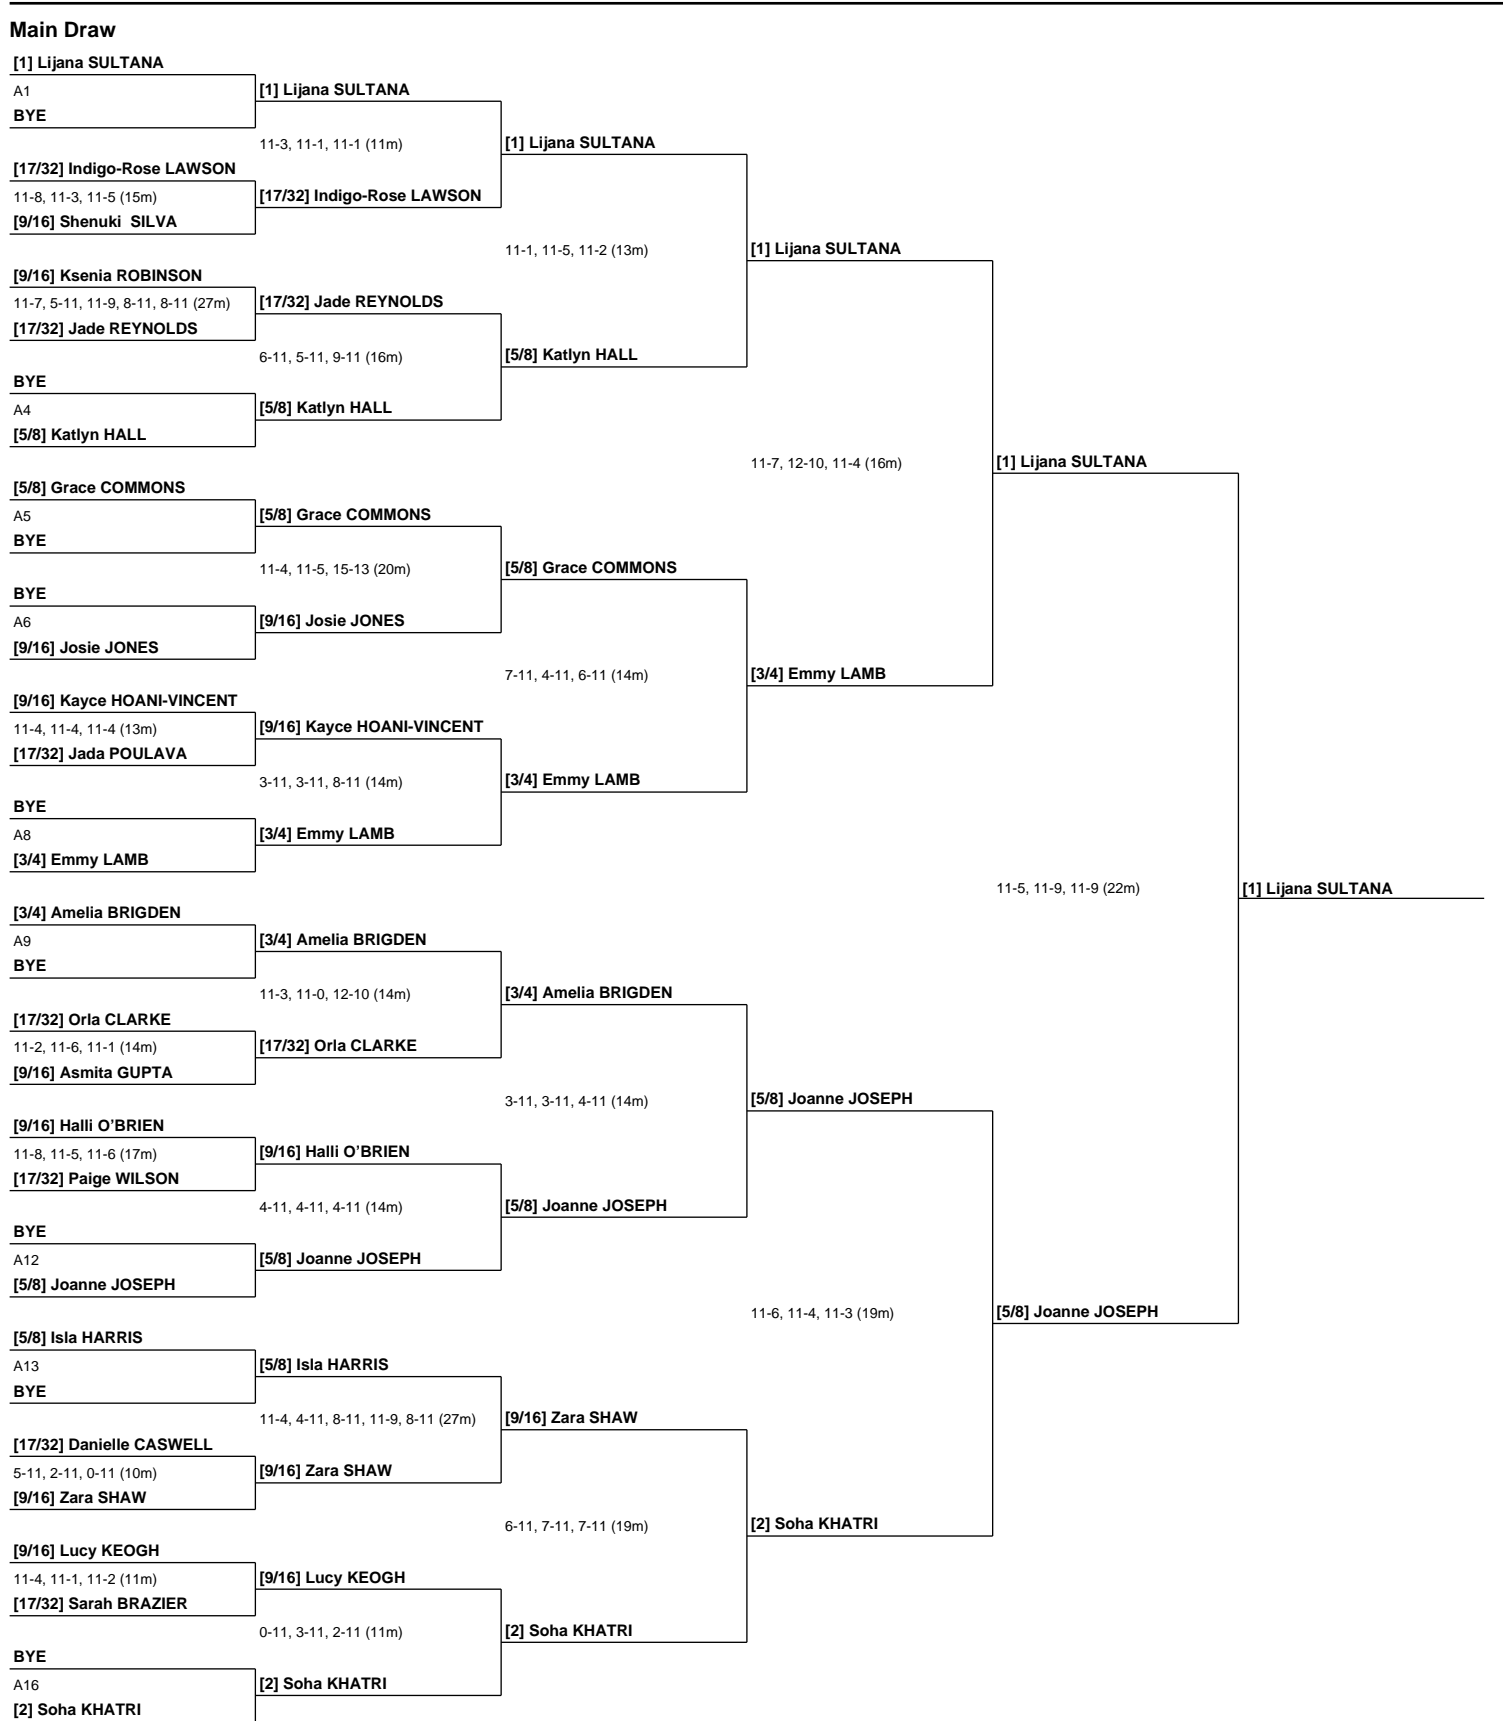 Main Draw
[1] Lijana SULTANA
A1
BYE
[17/32] Indigo-Rose LAWSON
11-8, 11-3, 11-5 (15m)
[9/16] Shenuki  SILVA
[9/16] Ksenia ROBINSON
11-7, 5-11, 11-9, 8-11, 8-11 (27m)
[17/32] Jade REYNOLDS
BYE
A4
[5/8] Katlyn HALL
[5/8] Grace COMMONS
A5
BYE
BYE
A6
[9/16] Josie JONES
[9/16] Kayce HOANI-VINCENT
11-4, 11-4, 11-4 (13m)
[17/32] Jada POULAVA
BYE
A8
[3/4] Emmy LAMB
[3/4] Amelia BRIGDEN
A9
BYE
[17/32] Orla CLARKE
11-2, 11-6, 11-1 (14m)
[9/16] Asmita GUPTA
[9/16] Halli O’BRIEN
11-8, 11-5, 11-6 (17m)
[17/32] Paige WILSON
BYE
A12
[5/8] Joanne JOSEPH
[5/8] Isla HARRIS
A13
BYE
[17/32] Danielle CASWELL
5-11, 2-11, 0-11 (10m)
[9/16] Zara SHAW
[9/16] Lucy KEOGH
11-4, 11-1, 11-2 (11m)
[17/32] Sarah BRAZIER
BYE
A16
[2] Soha KHATRI
[1] Lijana SULTANA
11-3, 11-1, 11-1 (11m)
[17/32] Indigo-Rose LAWSON
[17/32] Jade REYNOLDS
6-11, 5-11, 9-11 (16m)
[5/8] Katlyn HALL
[5/8] Grace COMMONS
11-4, 11-5, 15-13 (20m)
[9/16] Josie JONES
[9/16] Kayce HOANI-VINCENT
3-11, 3-11, 8-11 (14m)
[3/4] Emmy LAMB
[3/4] Amelia BRIGDEN
11-3, 11-0, 12-10 (14m)
[17/32] Orla CLARKE
[9/16] Halli O’BRIEN
4-11, 4-11, 4-11 (14m)
[5/8] Joanne JOSEPH
[5/8] Isla HARRIS
11-4, 4-11, 8-11, 11-9, 8-11 (27m)
[9/16] Zara SHAW
[9/16] Lucy KEOGH
0-11, 3-11, 2-11 (11m)
[2] Soha KHATRI
[1] Lijana SULTANA
11-1, 11-5, 11-2 (13m)
[5/8] Katlyn HALL
[5/8] Grace COMMONS
7-11, 4-11, 6-11 (14m)
[3/4] Emmy LAMB
[3/4] Amelia BRIGDEN
3-11, 3-11, 4-11 (14m)
[5/8] Joanne JOSEPH
[9/16] Zara SHAW
6-11, 7-11, 7-11 (19m)
[2] Soha KHATRI
[1] Lijana SULTANA
11-7, 12-10, 11-4 (16m)
[3/4] Emmy LAMB
[5/8] Joanne JOSEPH
11-6, 11-4, 11-3 (19m)
[2] Soha KHATRI
[1] Lijana SULTANA
11-5, 11-9, 11-9 (22m)
[5/8] Joanne JOSEPH
[1] Lijana SULTANA